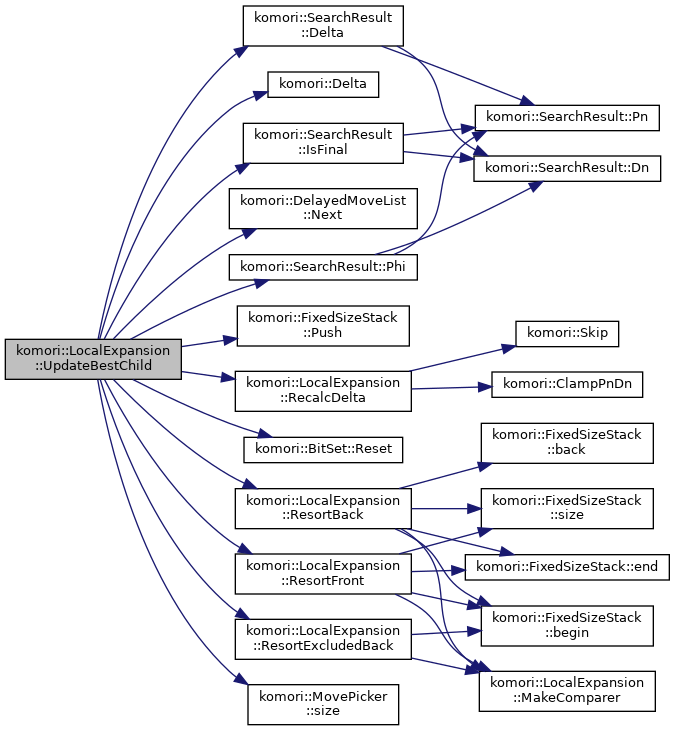 komori::LocalExpansion
::UpdateBestChild
komori::SearchResult
::Delta
komori::Delta
komori::SearchResult
::IsFinal
komori::DelayedMoveList
::Next
komori::SearchResult::Phi
komori::FixedSizeStack
::Push
komori::LocalExpansion
::RecalcDelta
komori::BitSet::Reset
komori::LocalExpansion
::ResortBack
komori::LocalExpansion
::ResortFront
komori::LocalExpansion
::ResortExcludedBack
komori::MovePicker
::size
komori::SearchResult::Pn
komori::SearchResult::Dn
komori::Skip
komori::ClampPnDn
komori::FixedSizeStack
::back
komori::FixedSizeStack
::size
komori::FixedSizeStack::end
komori::FixedSizeStack
::begin
komori::LocalExpansion
::MakeComparer